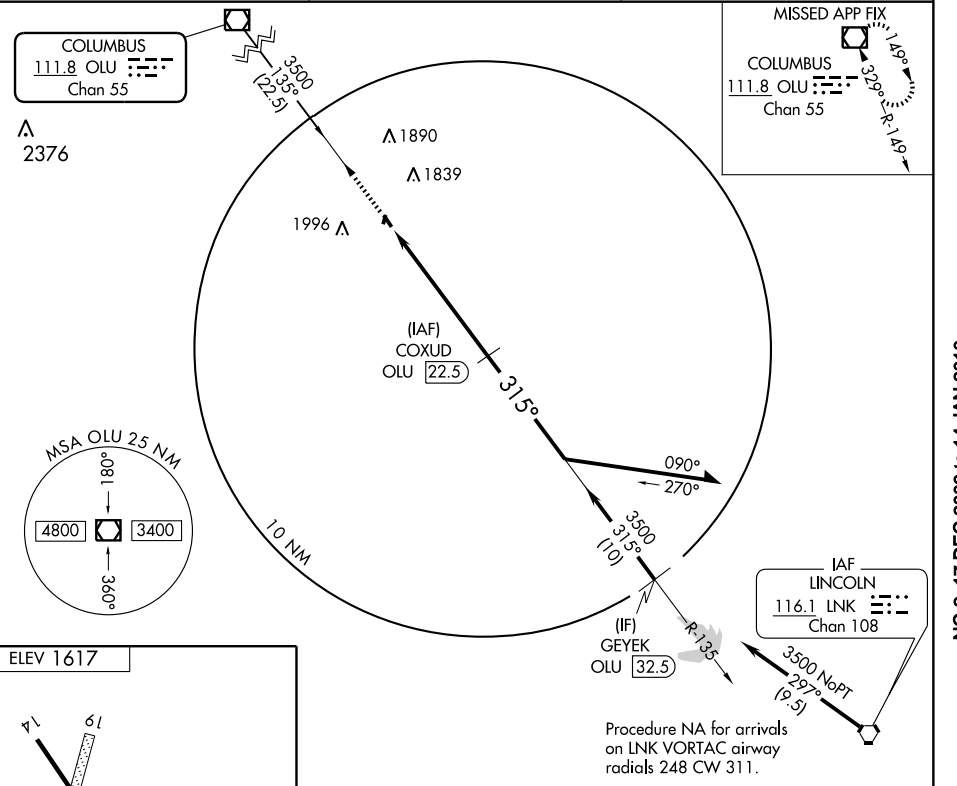 COLUMBUS
111.8 OLU
Chan 55
2376
3500
135°
(22.5)
MISSED APP FIX
COLUMBUS
111.8 OLU
Chan 55
149°
329°
R-149
1890
1839
1996
(IAF)
COXUD
OLU 22.5
315°
090°
270°
3500
315°
(10)
MSA OLU 25 NM
180°
4800
3400
360°
10 NM
(IF)
GEYEK
OLU 32.5
R-135
IAF
LINCOLN
116.1 LNK
Chan 108
3500 NoPT
297°
(9.5)
Procedure NA for arrivals
on LNK VORTAC airway
radials 248 CW 311.
ELEV 1617
14
19